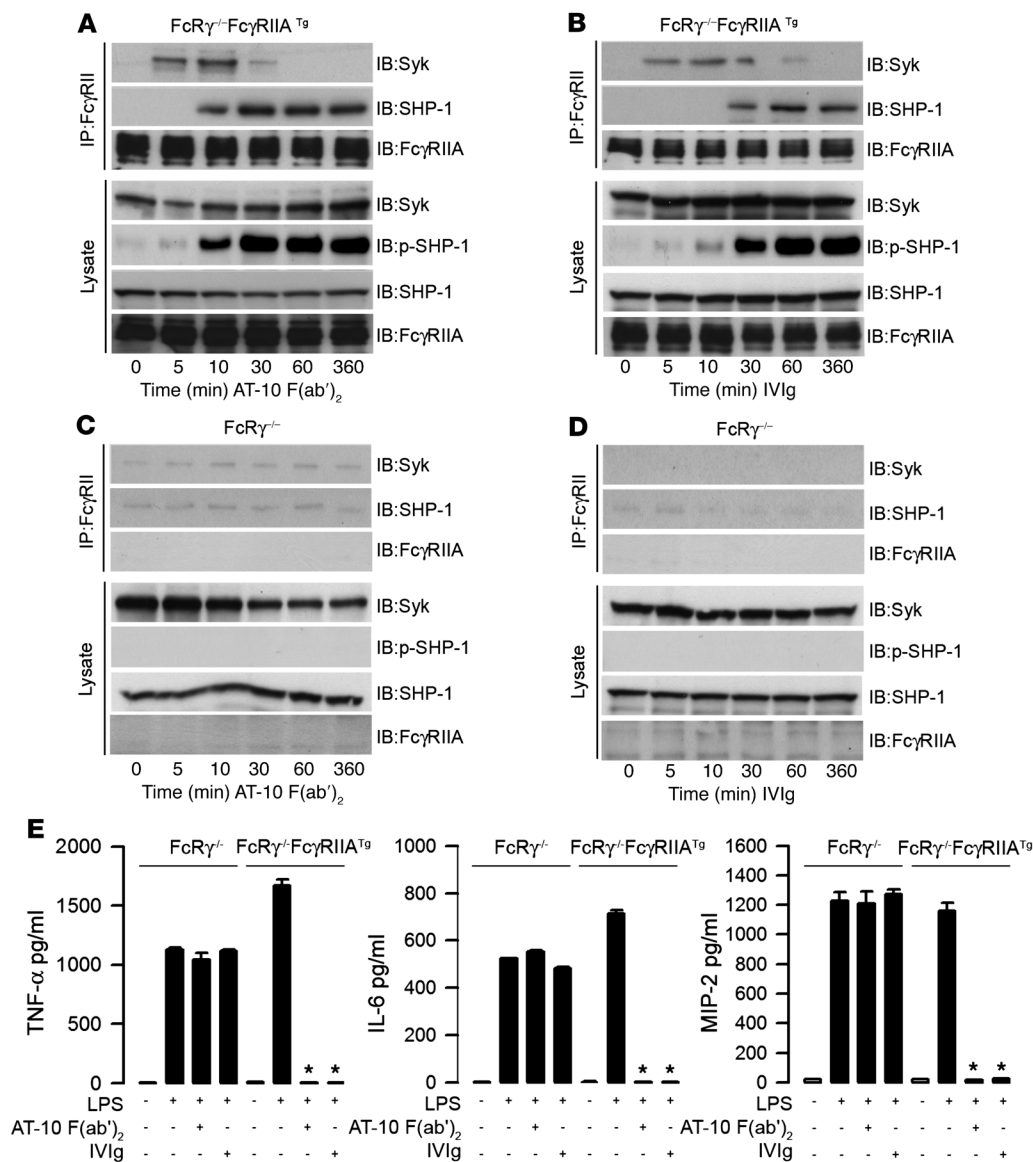 A
FcRγ⁻/⁻FcγRIIA Tg
IP:FcγRII
IB:Syk
IB:SHP-1
IB:FcγRIIA
Lysate
IB:Syk
IB:p-SHP-1
IB:SHP-1
IB:FcγRIIA
0 5 10 30 60 360
Time (min) AT-10 F(ab′)₂
B
FcRγ⁻/⁻FcγRIIA Tg
IP:FcγRII
IB:Syk
IB:SHP-1
IB:FcγRIIA
Lysate
IB:Syk
IB:p-SHP-1
IB:SHP-1
IB:FcγRIIA
0 5 10 30 60 360
Time (min) IVIg
C
FcRγ⁻/⁻
IP:FcγRII
IB:Syk
IB:SHP-1
IB:FcγRIIA
Lysate
IB:Syk
IB:p-SHP-1
IB:SHP-1
IB:FcγRIIA
0 5 10 30 60 360
Time (min) AT-10 F(ab′)₂
D
FcRγ⁻/⁻
IP:FcγRII
IB:Syk
IB:SHP-1
IB:FcγRIIA
Lysate
IB:Syk
IB:p-SHP-1
IB:SHP-1
IB:FcγRIIA
0 5 10 30 60 360
Time (min) IVIg
E
FcRγ⁻/⁻ FcRγ⁻/⁻FcγRIIA Tg
TNF-α pg/ml
2000
1500
1000
500
0
* *
FcRγ⁻/⁻ FcRγ⁻/⁻FcγRIIA Tg
IL-6 pg/ml
1000
800
600
400
200
0
* *
FcRγ⁻/⁻ FcRγ⁻/⁻FcγRIIA Tg
MIP-2 pg/ml
1600
1400
1200
1000
800
600
400
200
0
* *
- + + + - + + + LPS - + + + - + + + LPS - + + + - + + +
AT-10 F(ab')₂ - - + - - - + - AT-10 F(ab')₂ - - + - - - + - AT-10 F(ab')₂ - - + - - - + -
IVIg - - - + - - - + IVIg - - - + - - - + IVIg - - - + - - - +